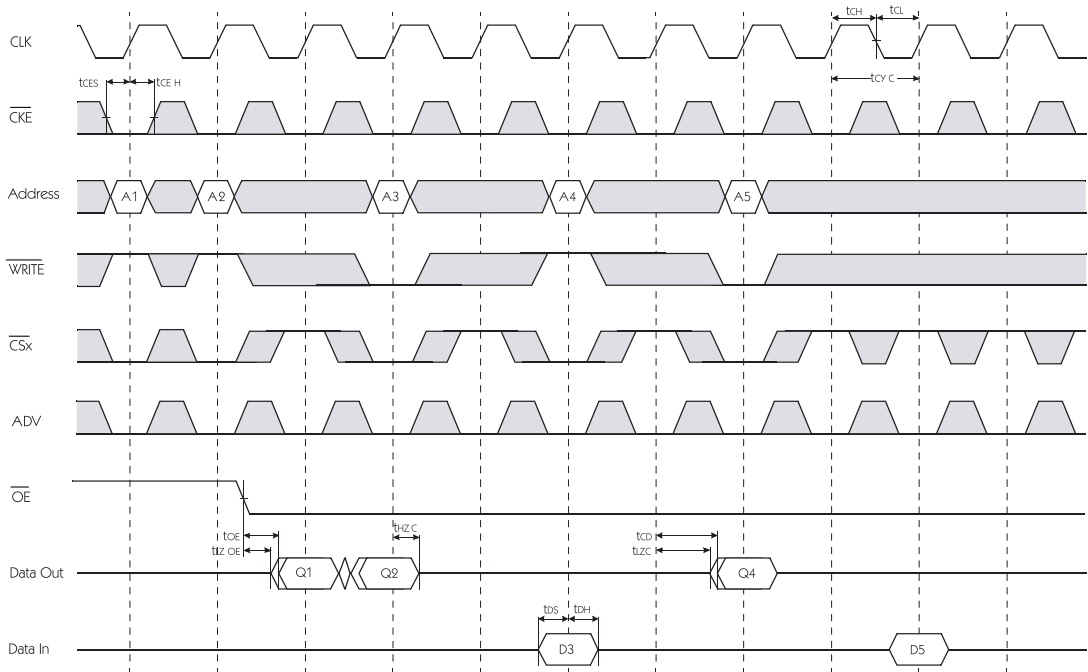 tCH
tCL
CLK
tCES
tCE H
tCY C
CKE
Address
A1
A2
A3
A4
A5
WRITE
CSx
ADV
OE
tOE
tHZ C
tCD
tLZ OE
tLZC
Data Out
Q1
Q2
Q4
tDS
tDH
Data In
D3
D5